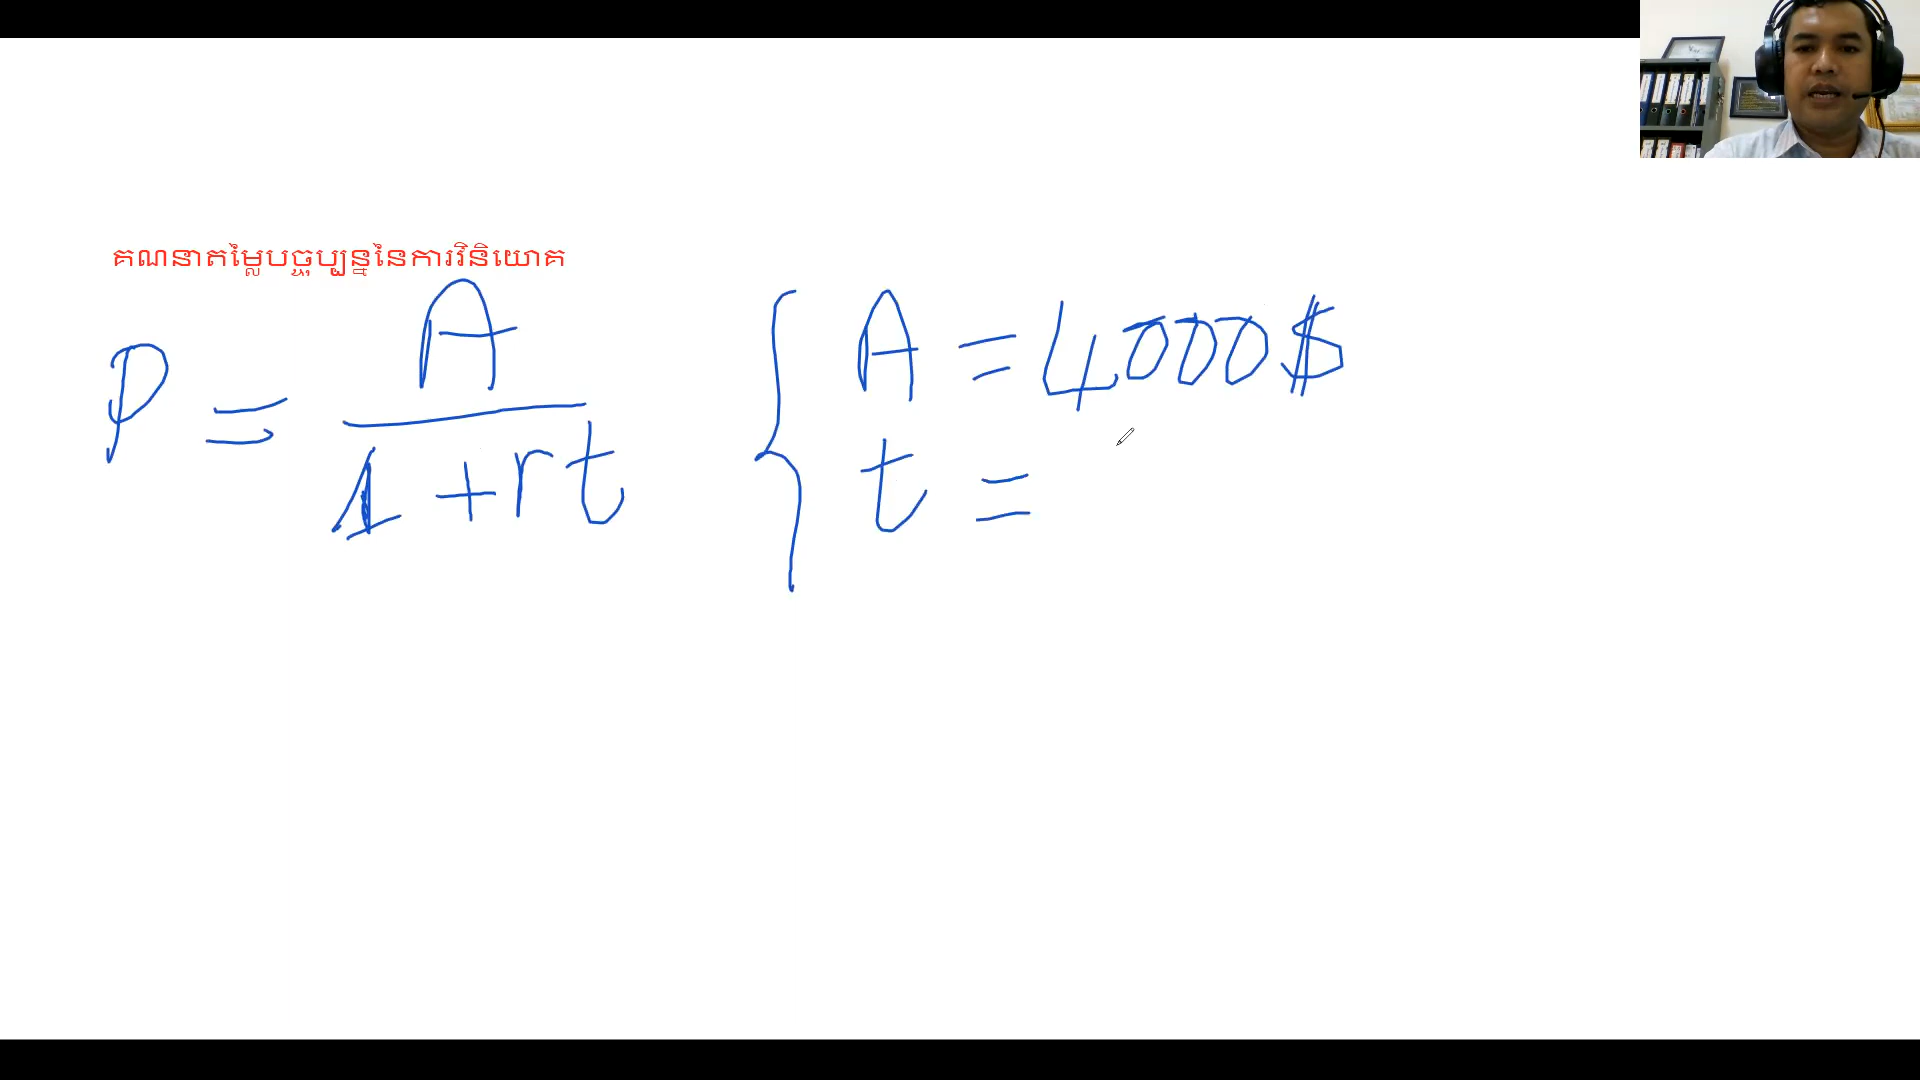 គណនាតម្លៃបច្ចុប្បន្ននៃការវិនិយោគ
P = A / (1 + rt)
A = 4000$
t =